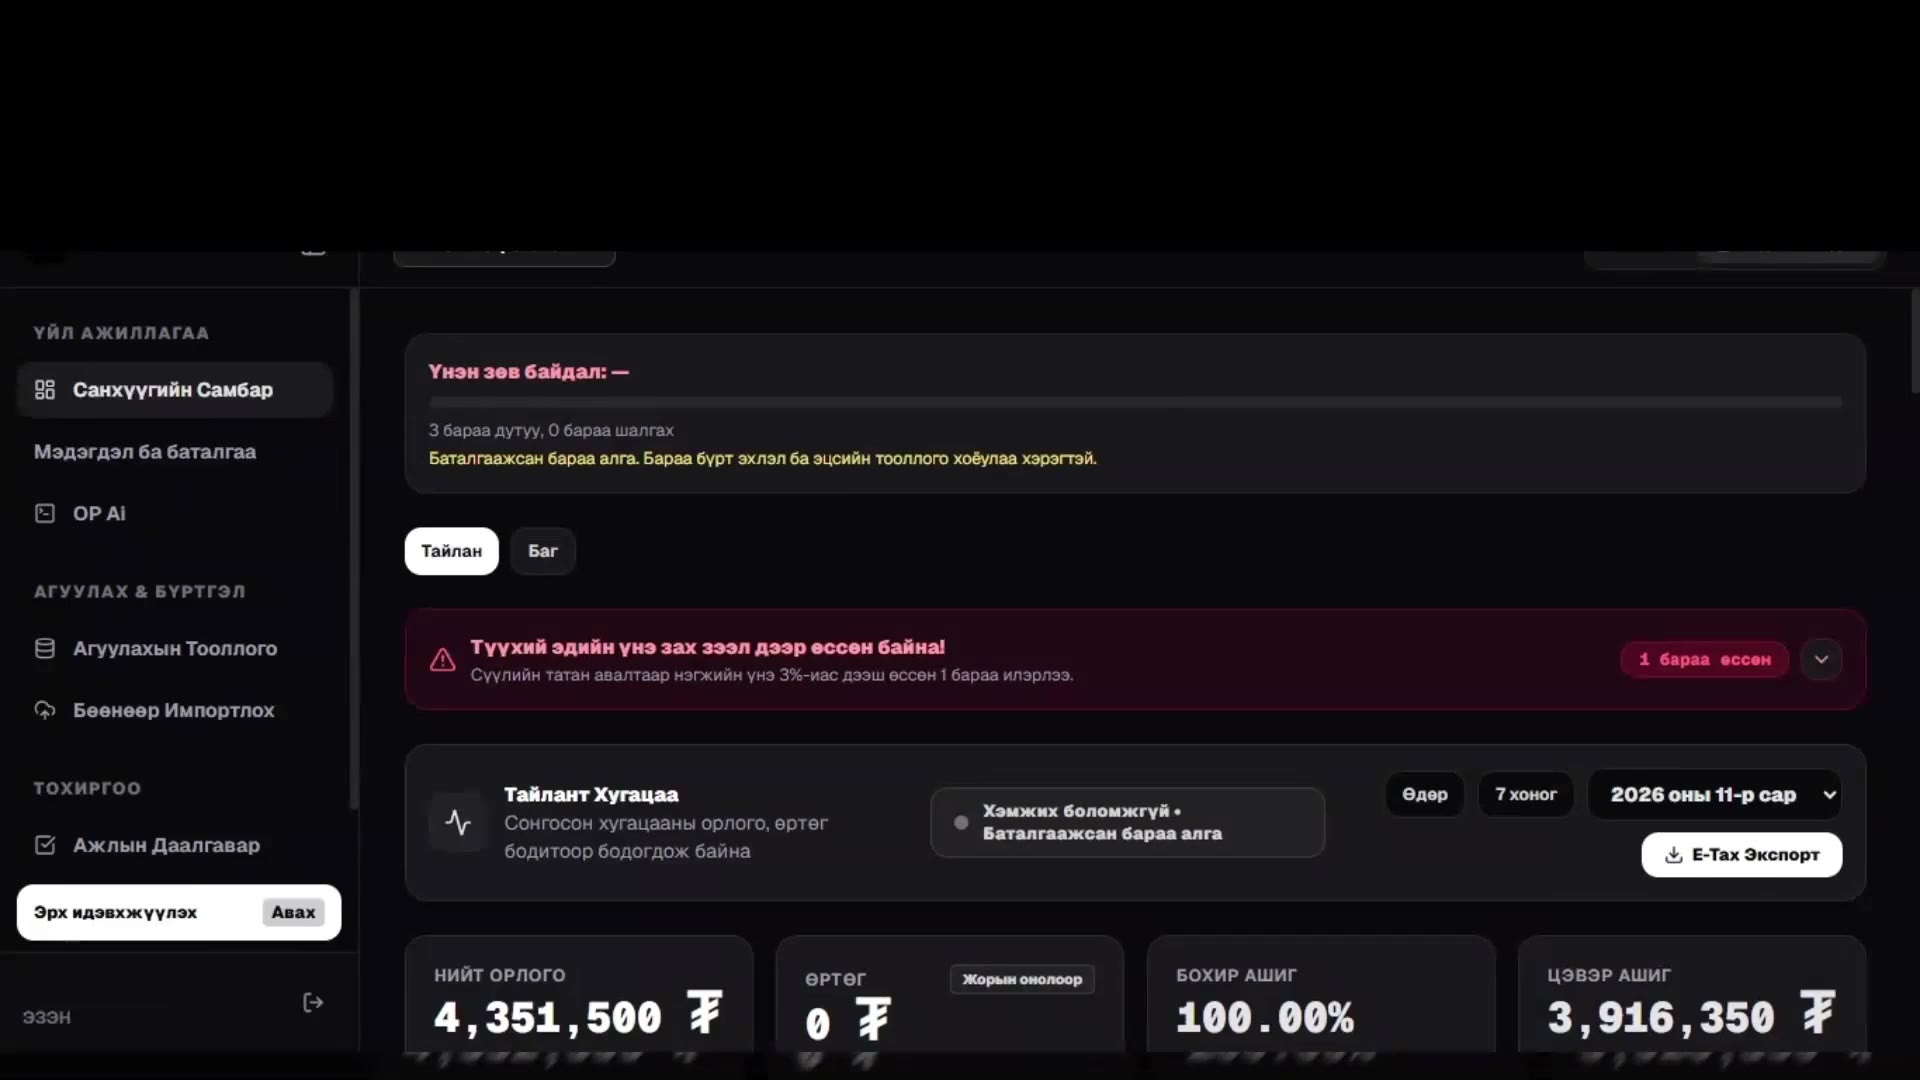 ҮЙЛ АЖИЛЛАГАА
Санхүүгийн Самбар
Мэдэгдэл ба баталгаа
OP Ai
АГУУЛАХ & БҮРТГЭЛ
Агуулахын Тооллого
Бөөнөөр Импортлох
ТОХИРГОО
Ажлын Даалгавар
Эрх идэвхжүүлэх
Авах
ЭЗЭН
Үнэн зөв байдал: —
3 бараа дутуу, 0 бараа шалгах
Баталгаажсан бараа алга. Бараа бүрт эхлэл ба эцсийн тооллого хоёулаа хэрэгтэй.
Тайлан
Баг
Түүхий эдийн үнэ зах зээл дээр өссөн байна!
Сүүлийн татан авалтаар нэгжийн үнэ 3%-иас дээш өссөн 1 бараа илэрлээ.
1 бараа өссөн
Тайлант Хугацаа
Сонгосон хугацааны орлого, өртөг
бодитоор бодогдож байна
Хэмжих боломжгүй •
Баталгаажсан бараа алга
Өдөр
7 хоног
2026 оны 11-р сар
E-Tax Экспорт
НИЙТ ОРЛОГО
4,351,500 ₮
ӨРТӨГ
Жорын онолоор
0 ₮
БОХИР АШИГ
100.00%
ЦЭВЭР АШИГ
3,916,350 ₮